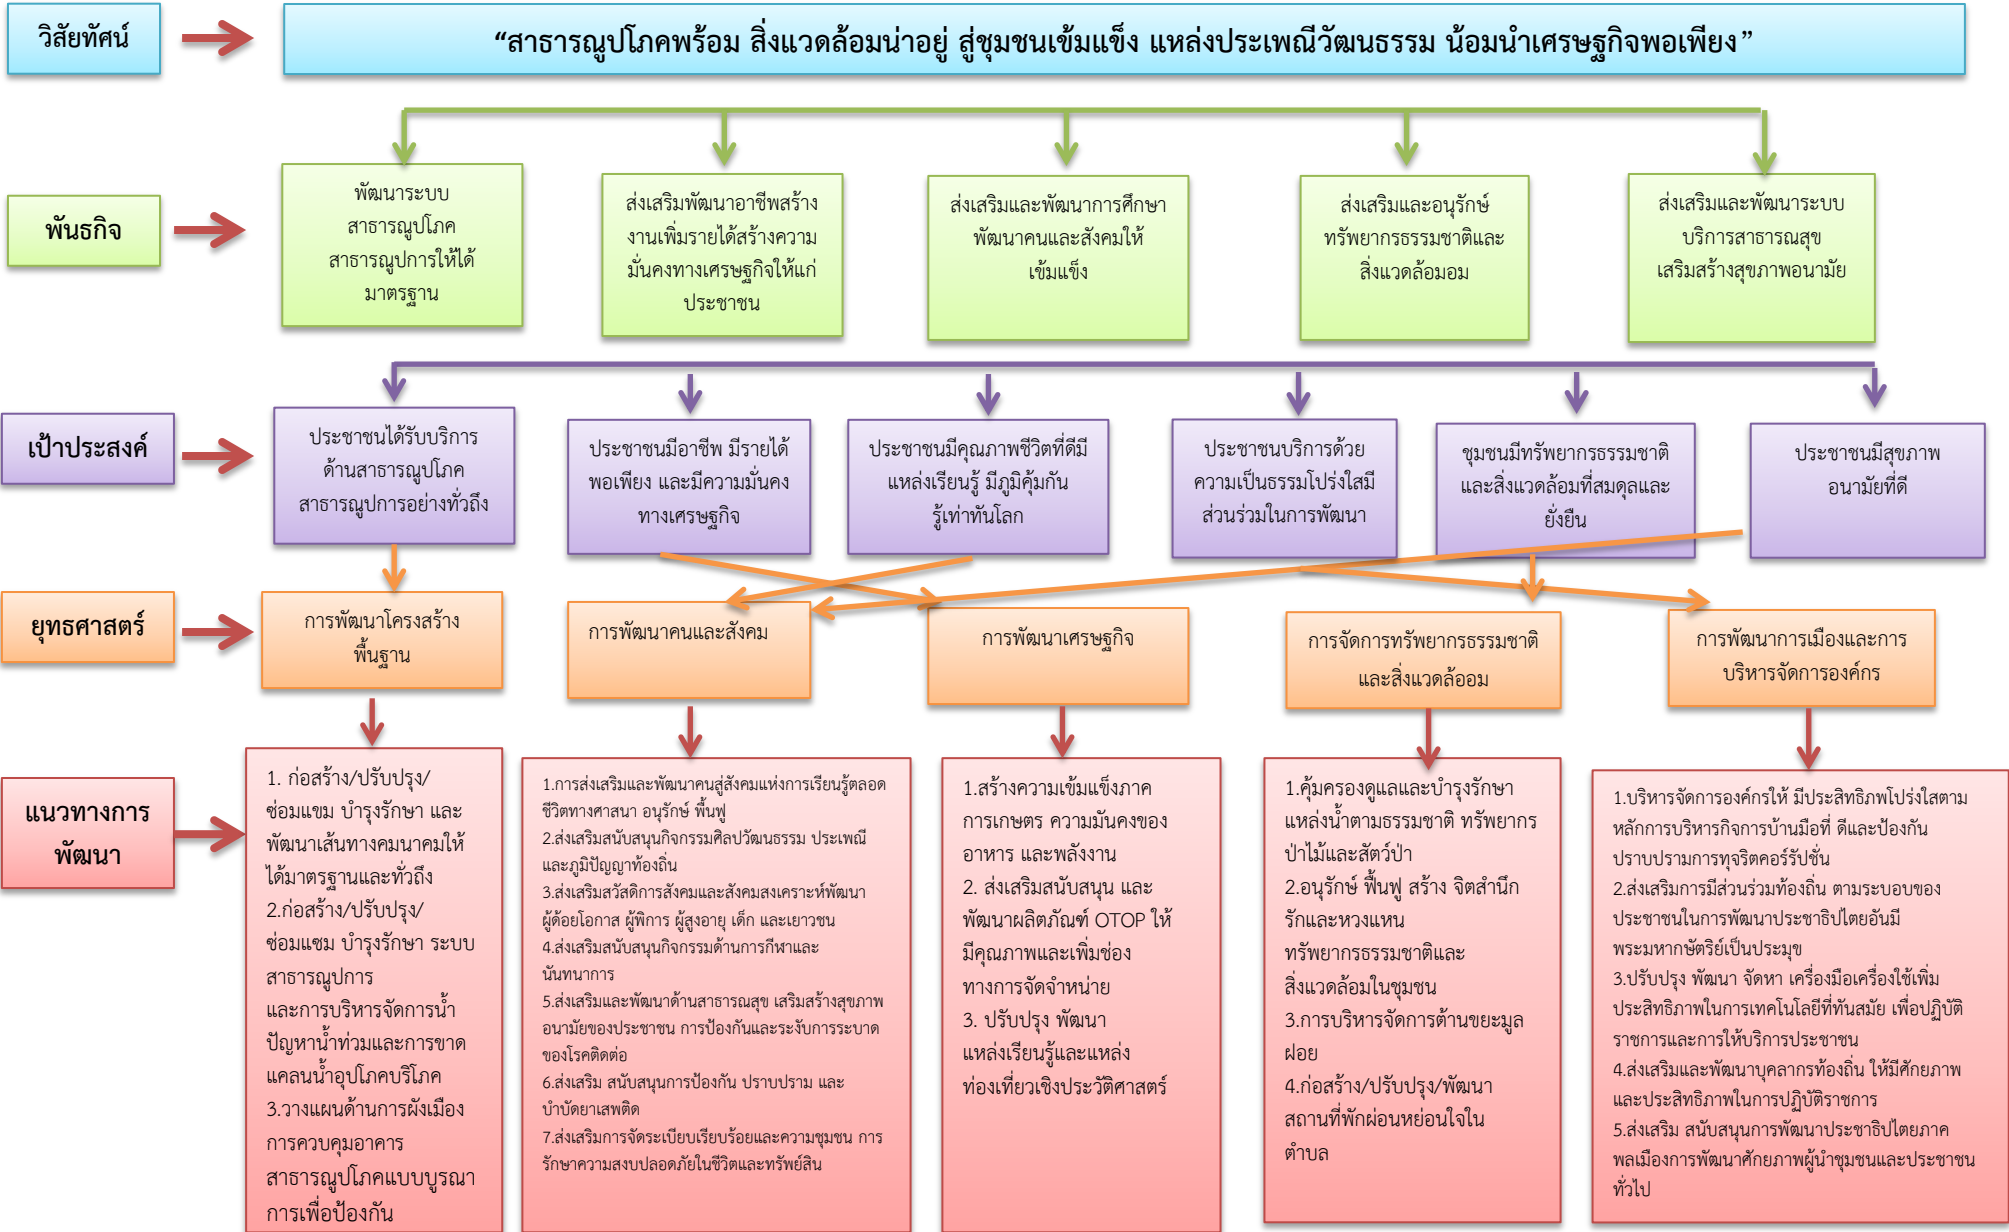 วิสัยทัศน์
“สาธารณูปโภคพร้อม สิ่งแวดล้อมน่าอยู่ สู่ชุมชนเข้มแข็ง แหล่งประเพณีวัฒนธรรม น้อมนำเศรษฐกิจพอเพียง”
พันธกิจ
พัฒนาระบบ
สาธารณูปโภค
สาธารณูปการให้ได้
มาตรฐาน
ส่งเสริมพัฒนาอาชีพสร้าง
งานเพิ่มรายได้สร้างความ
มั่นคงทางเศรษฐกิจให้แก่
ประชาชน
ส่งเสริมและพัฒนาการศึกษา
พัฒนาคนและสังคมให้
เข้มแข็ง
ส่งเสริมและอนุรักษ์
ทรัพยากรธรรมชาติและ
สิ่งแวดล้อมอม
ส่งเสริมและพัฒนาระบบ
บริการสาธารณสุข
เสริมสร้างสุขภาพอนามัย
เป้าประสงค์
ประชาชนได้รับบริการ
ด้านสาธารณูปโภค
สาธารณูปการอย่างทั่วถึง
ประชาชนมีอาชีพ มีรายได้
พอเพียง และมีความมั่นคง
ทางเศรษฐกิจ
ประชาชนมีคุณภาพชีวิตที่ดีมี
แหล่งเรียนรู้ มีภูมิคุ้มกัน
รู้เท่าทันโลก
ประชาชนบริการด้วย
ความเป็นธรรมโปร่งใสมี
ส่วนร่วมในการพัฒนา
ชุมชนมีทรัพยากรธรรมชาติ
และสิ่งแวดล้อมที่สมดุลและ
ยั่งยืน
ประชาชนมีสุขภาพ
อนามัยที่ดี
ยุทธศาสตร์
การพัฒนาโครงสร้าง
พื้นฐาน
การพัฒนาคนและสังคม
การพัฒนาเศรษฐกิจ
การจัดการทรัพยากรธรรมชาติ
และสิ่งแวดล้ออม
การพัฒนาการเมืองและการ
บริหารจัดการองค์กร
แนวทางการ
พัฒนา
1. ก่อสร้าง/ปรับปรุง/
ซ่อมแขม บำรุงรักษา และ
พัฒนาเส้นทางคมนาคมให้
ได้มาตรฐานและทั่วถึง
2.ก่อสร้าง/ปรับปรุง/
ซ่อมแซม บำรุงรักษา ระบบ
สาธารณูปการ
และการบริหารจัดการน้ำ
ปัญหาน้ำท่วมและการขาด
แคลนน้ำอุปโภคบริโภค
3.วางแผนด้านการผังเมือง
การควบคุมอาคาร
สาธารณูปโภคแบบบูรณา
การเพื่อป้องกัน
1.การส่งเสริมและพัฒนาคนสู่สังคมแห่งการเรียนรู้ตลอด
ชีวิตทางศาสนา อนุรักษ์ พื้นฟู
2.ส่งเสริมสนับสนุนกิจกรรมศิลปวัฒนธรรม ประเพณี
และภูมิปัญญาท้องถิ่น
3.ส่งเสริมสวัสดิการสังคมและสังคมสงเคราะห์พัฒนา
ผู้ด้อยโอกาส ผู้พิการ ผู้สูงอายุ เด็ก และเยาวชน
4.ส่งเสริมสนับสนุนกิจกรรมด้านการกีฬาและ
นันทนาการ
5.ส่งเสริมและพัฒนาด้านสาธารณสุข เสริมสร้างสุขภาพ
อนามัยของประชาชน การป้องกันและระงับการระบาด
ของโรคติดต่อ
6.ส่งเสริม สนับสนุนการป้องกัน ปราบปราม และ
บำบัดยาเสพติด
7.ส่งเสริมการจัดระเบียบเรียบร้อยและความชุมชน การ
รักษาความสงบปลอดภัยในชีวิตและทรัพย์สิน
1.สร้างความเข้มแข็งภาค
การเกษตร ความมันคงของ
อาหาร และพลังงาน
2. ส่งเสริมสนับสนุน และ
พัฒนาผลิตภัณฑ์ OTOP ให้
มีคุณภาพและเพิ่มช่อง
ทางการจัดจำหน่าย
3. ปรับปรุง พัฒนา
แหล่งเรียนรู้และแหล่ง
ท่องเที่ยวเชิงประวัติศาสตร์
1.คุ้มครองดูแลและบำรุงรักษา
แหล่งน้ำตามธรรมชาติ ทรัพยากร
ป่าไม้และสัตว์ป่า
2.อนุรักษ์ ฟื้นฟู สร้าง จิตสำนึก
รักและหวงแหน
ทรัพยากรธรรมชาติและ
สิ่งแวดล้อมในชุมชน
3.การบริหารจัดการต้านขยะมูล
ฝอย
4.ก่อสร้าง/ปรับปรุง/พัฒนา
สถานที่พักผ่อนหย่อนใจใน
ตำบล
1.บริหารจัดการองค์กรให้ มีประสิทธิภพโปร่งใสตาม
หลักการบริหารกิจการบ้านมือที่ ดีและป้องกัน
ปราบปรามการทุจริตคอร์รัปชั่น
2.ส่งเสริมการมีส่วนร่วมท้องถิ่น ตามระบอบของ
ประชาชนในการพัฒนาประชาธิปไตยอันมี
พระมหากษัตริย์เป็นประมุข
3.ปรับปรุง พัฒนา จัดหา เครื่องมือเครื่องใช้เพิ่ม
ประสิทธิภาพในการเทคโนโลยีที่ทันสมัย เพื่อปฏิบัติ
ราชการและการให้บริการประชาชน
4.ส่งเสริมและพัฒนาบุคลากรท้องถิ่น ให้มีศักยภาพ
และประสิทธิภาพในการปฏิบัติราชการ
5.ส่งเสริม สนับสนุนการพัฒนาประชาธิปไตยภาค
พลเมืองการพัฒนาศักยภาพผู้นำชุมชนและประชาชน
ทั่วไป